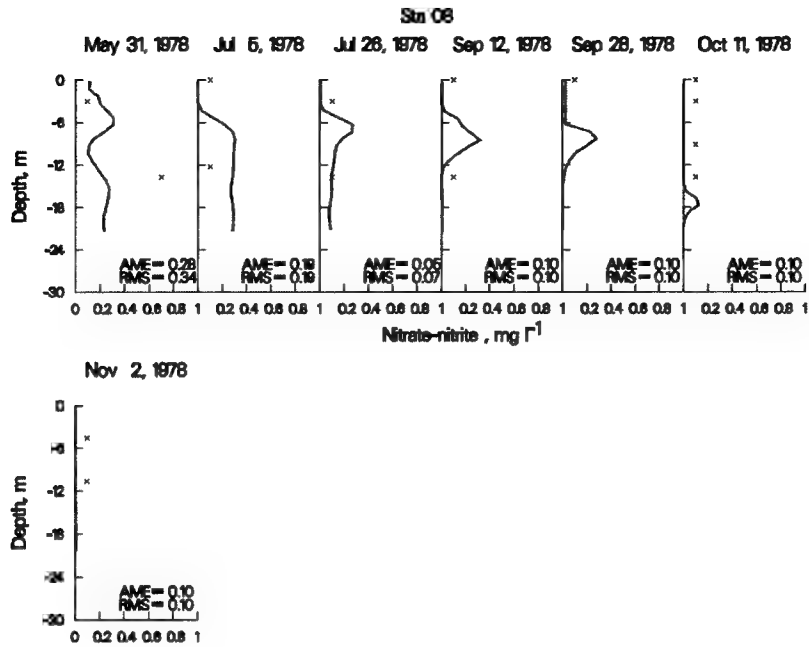 Stn 08
May 31, 1978 Jul 5, 1978 Jul 26, 1978 Sep 12, 1978 Sep 28, 1978 Oct 11, 1978
0
-6
-12
-18
-24
-30
Depth, m
AME = 0.28 AME = 0.18 AME = 0.05 AME = 0.10 AME = 0.10 AME = 0.10
RMS = 0.34 RMS = 0.19 RMS = 0.07 RMS = 0.10 RMS = 0.10 RMS = 0.10
0 0.2 0.4 0.6 0.8 0.2 0.4 0.6 0.8 0.2 0.4 0.6 0.8 1 0.2 0.4 0.6 0.8 1 0.2 0.4 0.6 0.8 1 0.2 0.4 0.6 0.8 1
Nitrate-nitrite , mg l⁻¹
Nov 2, 1978
0
-6
-12
-18
-24
-30
Depth, m
AME = 0.10
RMS = 0.10
0 0.2 0.4 0.6 0.8 1